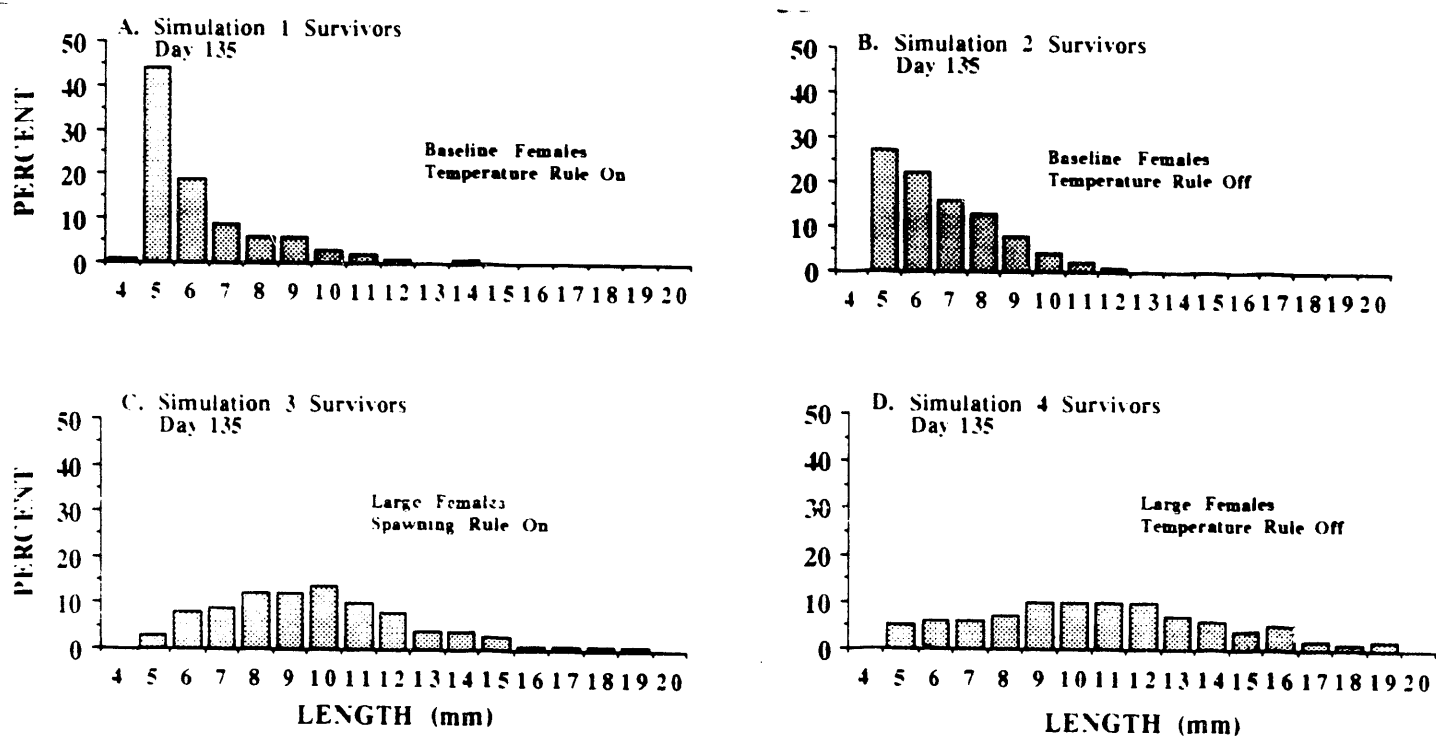 A. Simulation 1 Survivors
Day 135
50
40
30
20
10
0
PERCENT
Baseline Females
Temperature Rule On
4 5 6 7 8 9 10 11 12 13 14 15 16 17 18 19 20
B. Simulation 2 Survivors
Day 135
50
40
30
20
10
0
Baseline Females
Temperature Rule Off
4 5 6 7 8 9 10 11 12 13 14 15 16 17 18 19 20
C. Simulation 3 Survivors
Day 135
50
40
30
20
10
0
PERCENT
Large Females
Spawning Rule On
4 5 6 7 8 9 10 11 12 13 14 15 16 17 18 19 20
LENGTH (mm)
D. Simulation 4 Survivors
Day 135
50
40
30
20
10
0
Large Females
Temperature Rule Off
4 5 6 7 8 9 10 11 12 13 14 15 16 17 18 19 20
LENGTH (mm)